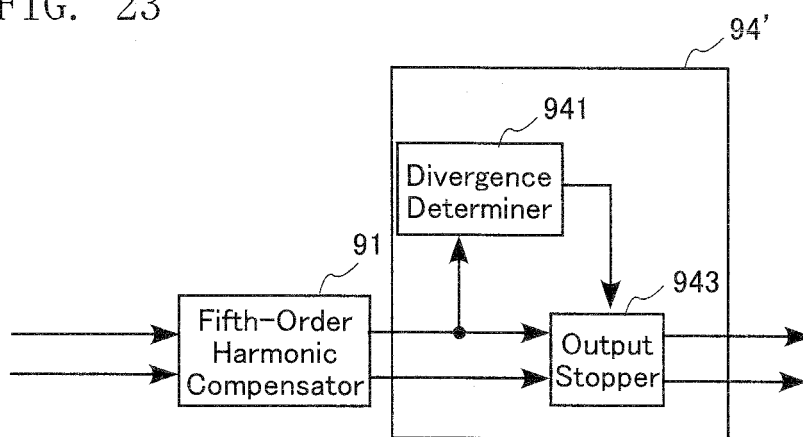 FIG. 23
94'
941
Divergence
Determiner
91
943
Fifth-Order
Harmonic
Compensator
Output
Stopper